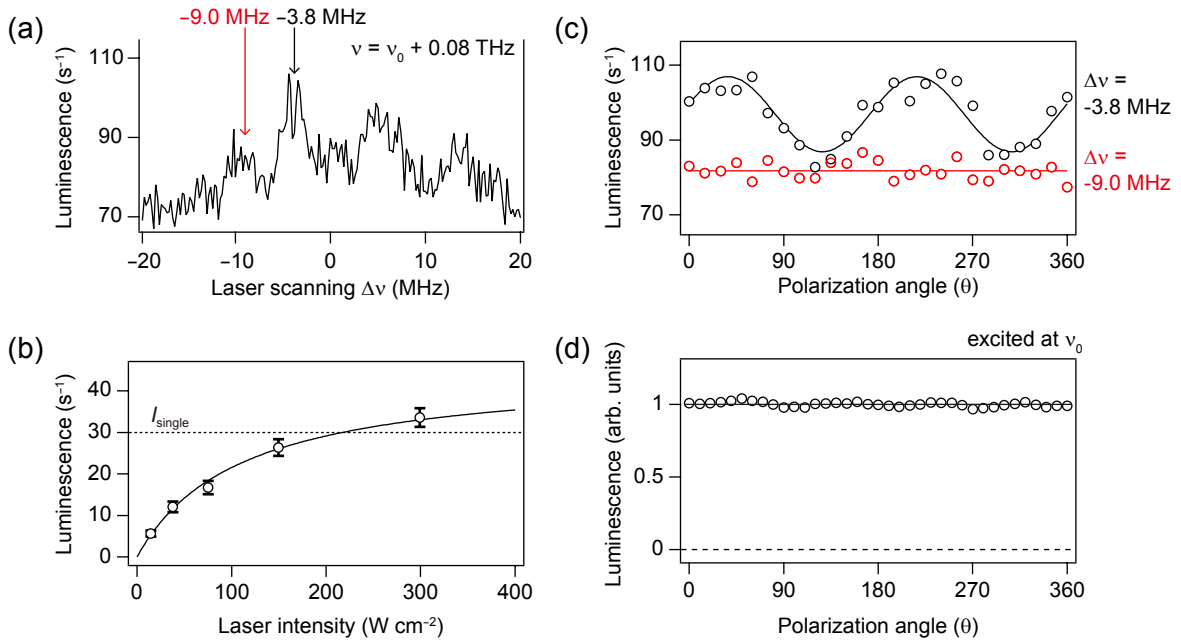 (a)
−9.0 MHz
−3.8 MHz
ν = ν₀ + 0.08 THz
Luminescence (s⁻¹)
110
90
70
−20
−10
0
10
20
Laser scanning Δν (MHz)
(b)
Luminescence (s⁻¹)
40
30
20
10
0
I_single
0
100
200
300
400
Laser intensity (W cm⁻²)
(c)
Luminescence (s⁻¹)
110
90
70
Δν =
-3.8 MHz
Δν =
-9.0 MHz
0
90
180
270
360
Polarization angle (θ)
(d)
excited at ν₀
Luminescence (arb. units)
1
0.5
0
0
90
180
270
360
Polarization angle (θ)